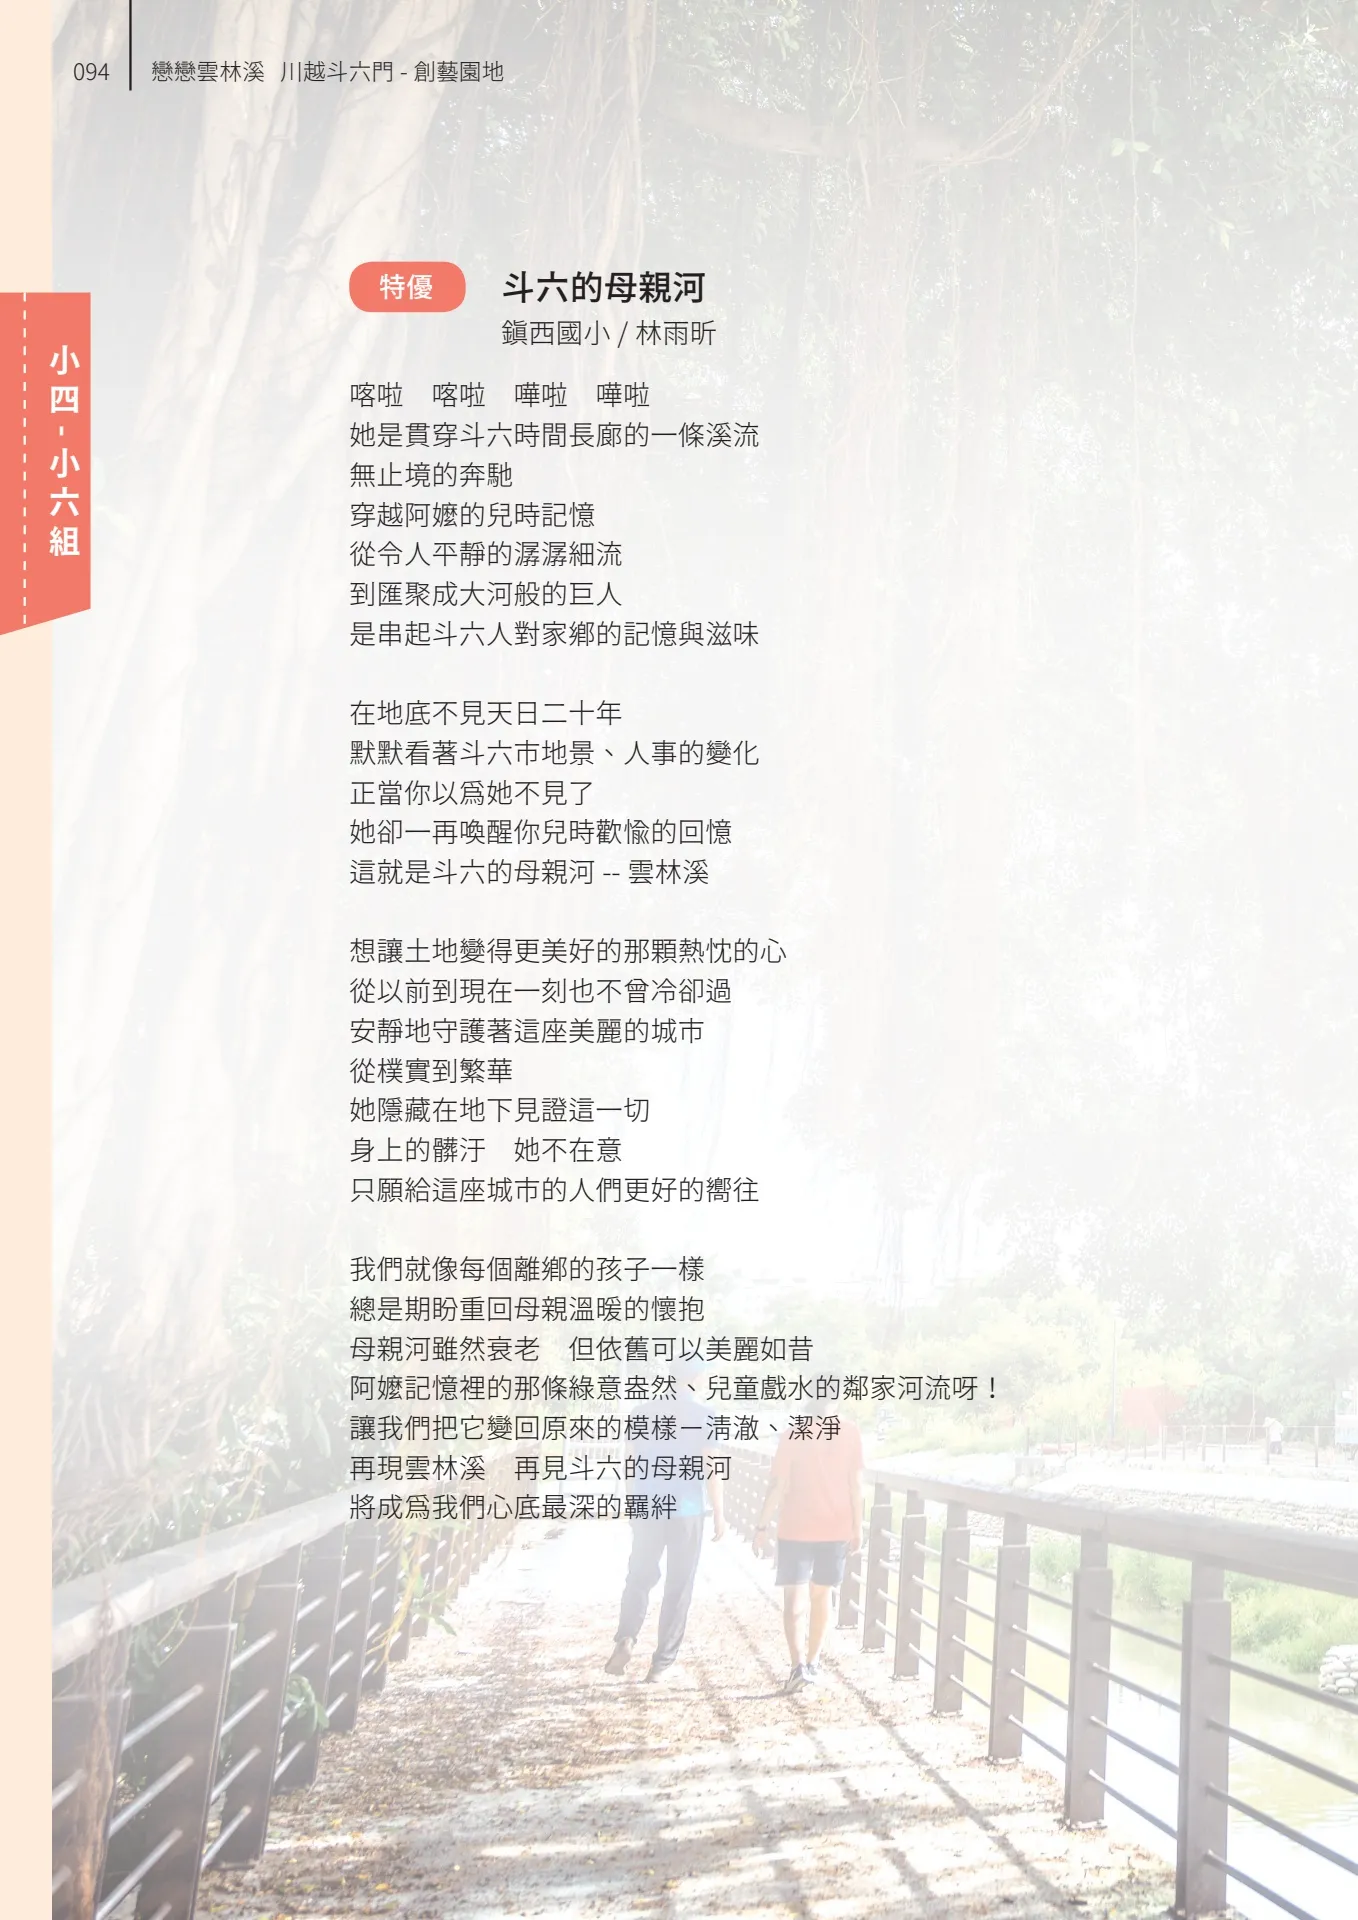 094
戀戀雲林溪 川越斗六門 - 創藝園地
小四-小六組
特優
斗六的母親河
鎮西國小 / 林雨昕
喀啦　喀啦　嘩啦　嘩啦
她是貫穿斗六時間長廊的一條溪流
無止境的奔馳
穿越阿嬤的兒時記憶
從令人平靜的潺潺細流
到匯聚成大河般的巨人
是串起斗六人對家鄉的記憶與滋味
在地底不見天日二十年
默默看著斗六市地景、人事的變化
正當你以為她不見了
她卻一再喚醒你兒時歡愉的回憶
這就是斗六的母親河 -- 雲林溪
想讓土地變得更美好的那顆熱忱的心
從以前到現在一刻也不曾冷卻過
安靜地守護著這座美麗的城市
從樸實到繁華
她隱藏在地下見證這一切
身上的髒汙　她不在意
只願給這座城市的人們更好的嚮往
我們就像每個離鄉的孩子一樣
總是期盼重回母親溫暖的懷抱
母親河雖然衰老　但依舊可以美麗如昔
阿嬤記憶裡的那條綠意盎然、兒童戲水的鄰家河流呀！
讓我們把它變回原來的模樣－清澈、潔淨
再現雲林溪　再見斗六的母親河
將成為我們心底最深的羈絆